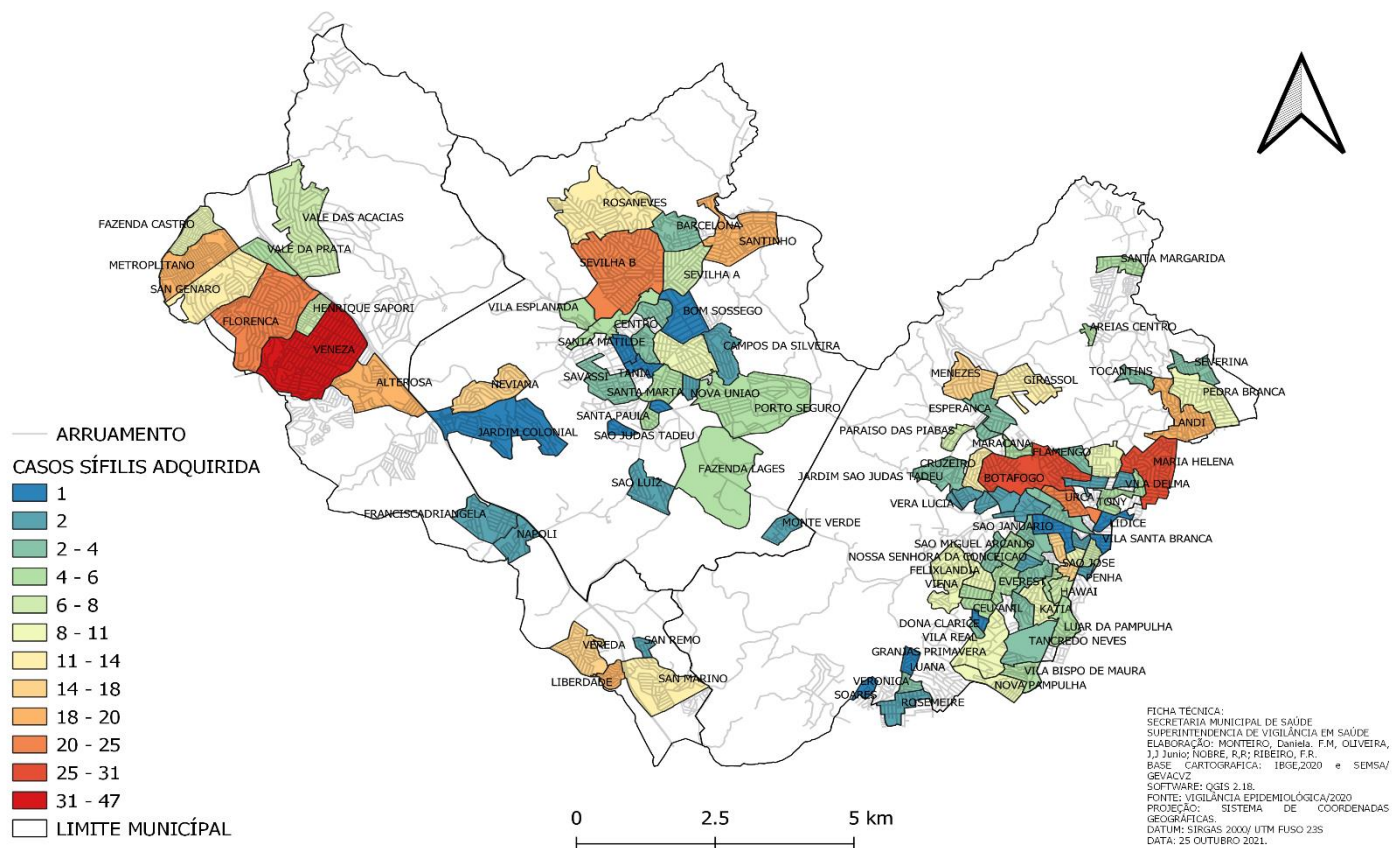 FAZENDA CASTRO
VALE DAS ACACIAS
METROPLITANO
VALE DA PRATA
SAN GENARO
HENRIQUE SAPORI
FLORENCA
VENEZA
ALTEROSA
ROSANEVES
BARCELONA
SANTINHO
SEVILHA B
SEVILHA A
VILA ESPLANADA
BOM SOSSEGO
CENTRO
SANTA MATILDE
CAMPOS DA SILVEIRA
TANIA
SAVASSI
NEVIANA
SANTA MARTA
NOVA UNIAO
PORTO SEGURO
SANTA PAULA
JARDIM COLONIAL
SAO JUDAS TADEU
FAZENDA LAGES
SAO LUIZ
FRANCISCADRIANGELA
NAPOLI
MONTE VERDE
VEREDA
SAN REMO
LIBERDADE
SAN MARINO
SANTA MARGARIDA
AREIAS CENTRO
SEVERINA
TOCANTINS
MENEZES
GIRASSOL
PEDRA BRANCA
ESPERANCA
LANDI
PARAISO DAS PIABAS
MARACANA
FLAMENGO
CRUZEIRO
MARIA HELENA
JARDIM SAO JUDAS TADEU
BOTAFOGO
VILA DELMA
URCA
TONY
VERA LUCIA
LIDICE
SAO JANUARIO
VILA SANTA BRANCA
SAO MIGUEL ARCANJO
NOSSA SENHORA DA CONCEICAO
SAO JOSE
FELIXLANDIA
PENHA
VIENA
EVEREST
HAWAI
CEU ANIL
KATIA
DONA CLARICE
LUAR DA PAMPULHA
VILA REAL
TANCREDO NEVES
GRANJAS PRIMAVERA
LUANA
VILA BISPO DE MAURA
VERONICA
NOVA PAMPULHA
SOARES
ROSEMEIRE
ARRUAMENTO
CASOS SÍFILIS ADQUIRIDA
1
2
2 - 4
4 - 6
6 - 8
8 - 11
11 - 14
14 - 18
18 - 20
20 - 25
25 - 31
31 - 47
LIMITE MUNICÍPAL
0 2.5 5 km
FICHA TÉCNICA:
SECRETARIA MUNICIPAL DE SAÚDE
SUPERINTENDENCIA DE VIGILÂNCIA EM SAÚDE
ELABORAÇÃO: MONTEIRO, Daniela. F.M, OLIVEIRA,
J.J Junio; NOBRE, R,R; RIBEIRO, F.R.
BASE CARTOGRAFICA: IBGE,2020 e SEMSA/
GEVACVZ
SOFTWARE: QGIS 2.18.
FONTE: VIGILÂNCIA EPIDEMIOLÓGICA/2020
PROJEÇÃO: SISTEMA DE COORDENADAS
GEOGRÁFICAS.
DATUM: SIRGAS 2000/ UTM FUSO 23S
DATA: 25 OUTUBRO 2021.